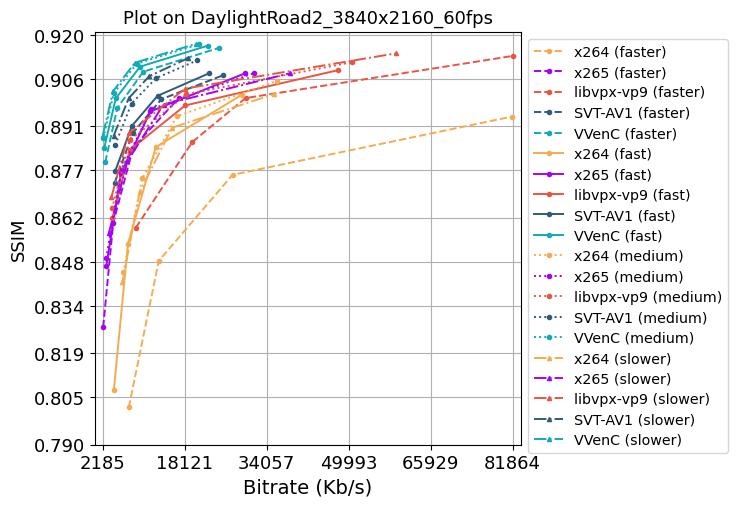 Plot on DaylightRoad2_3840x2160_60fps
0.920
0.906
0.891
0.877
0.862
0.848
0.834
0.819
0.805
0.790
SSIM
2185 18121 34057 49993 65929 81864
Bitrate (Kb/s)
x264 (faster)
x265 (faster)
libvpx-vp9 (faster)
SVT-AV1 (faster)
VVenC (faster)
x264 (fast)
x265 (fast)
libvpx-vp9 (fast)
SVT-AV1 (fast)
VVenC (fast)
x264 (medium)
x265 (medium)
libvpx-vp9 (medium)
SVT-AV1 (medium)
VVenC (medium)
x264 (slower)
x265 (slower)
libvpx-vp9 (slower)
SVT-AV1 (slower)
VVenC (slower)